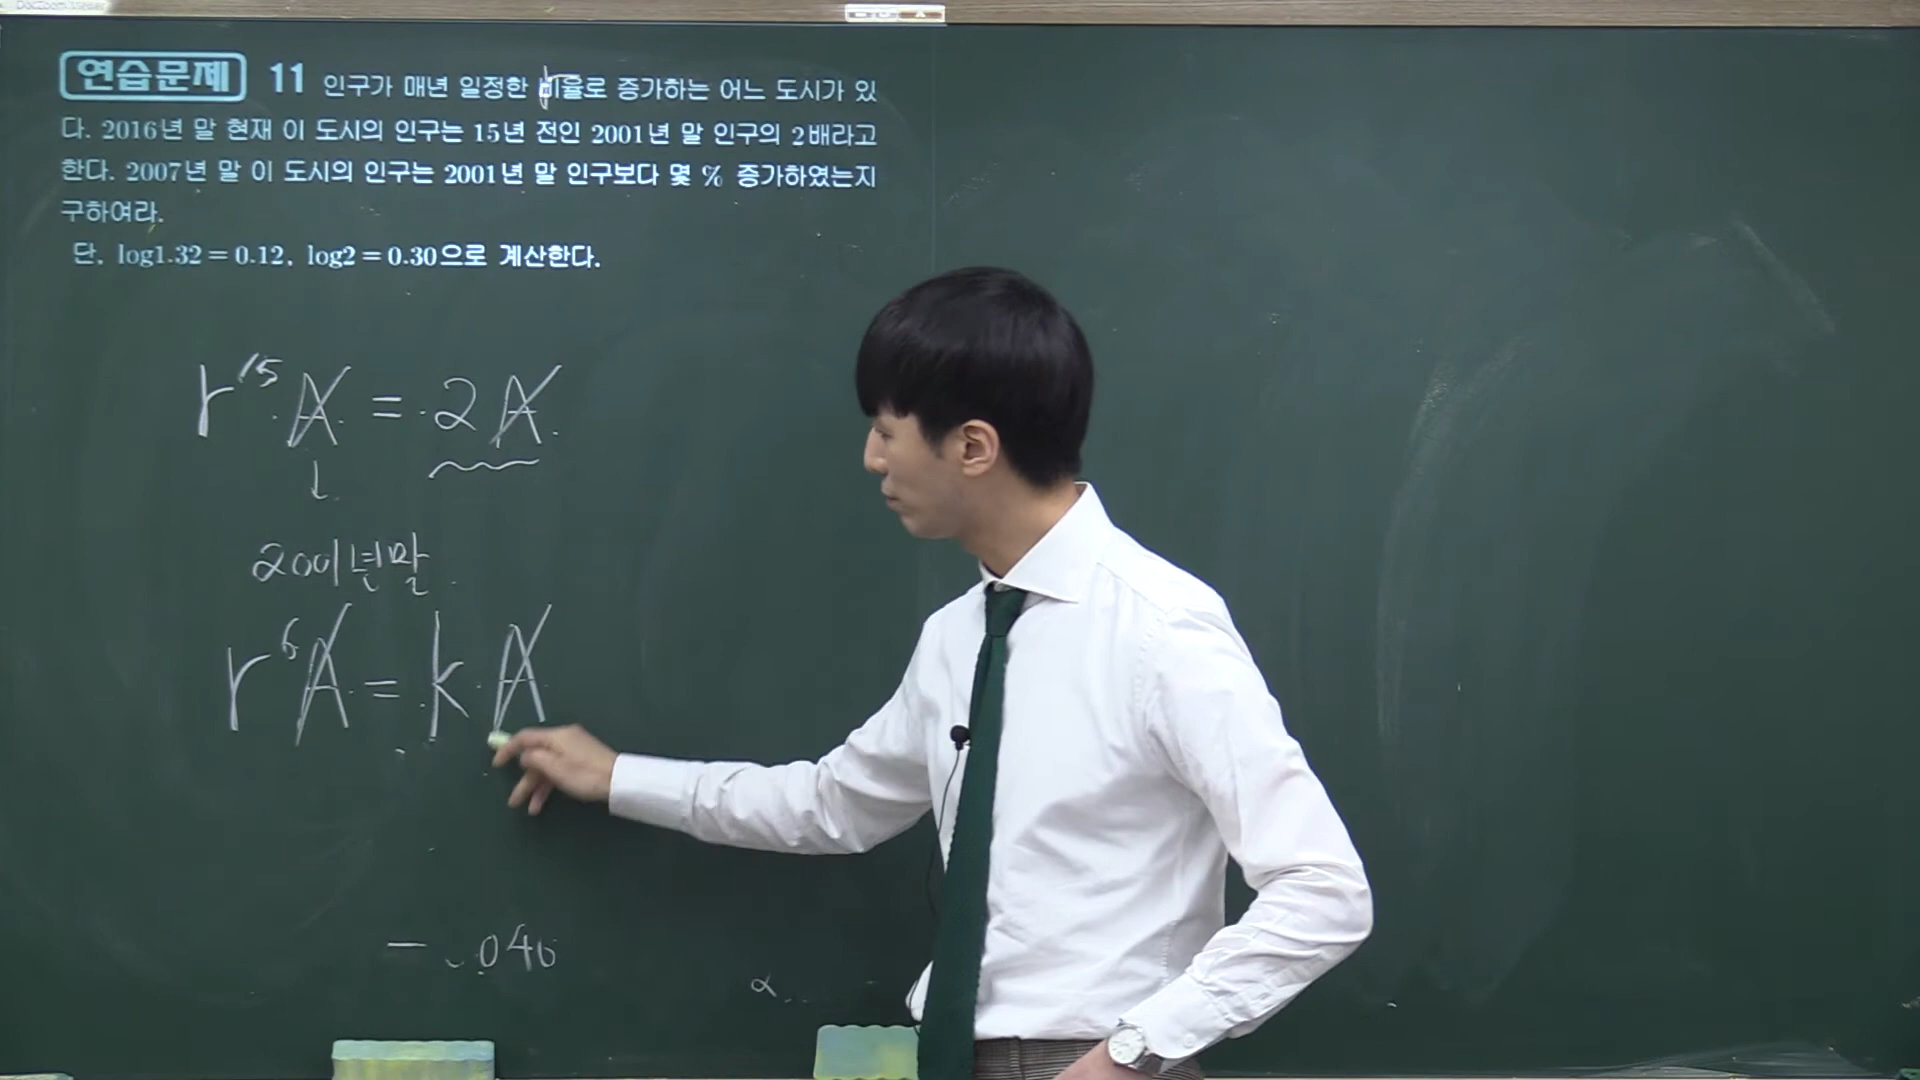 연습문제 11 인구가 매년 일정한 비율로 증가하는 어느 도시가 있
다. 2016년 말 현재 이 도시의 인구는 15년 전인 2001년 말 인구의 2배라고
한다. 2007년 말 이 도시의 인구는 2001년 말 인구보다 몇 % 증가하였는지
구하여라.
단, log1.32 = 0.12, log2 = 0.30으로 계산한다.
r¹⁵·A = 2A
2001년말
r⁶A = k·A
α